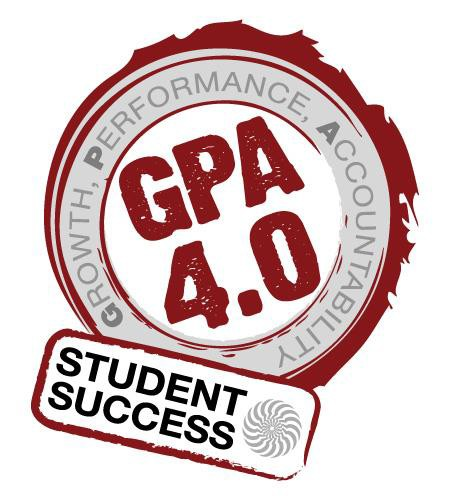 GROWTH, PERFORMANCE, ACCOUNTABILITY
GPA
4.0
STUDENT
SUCCESS